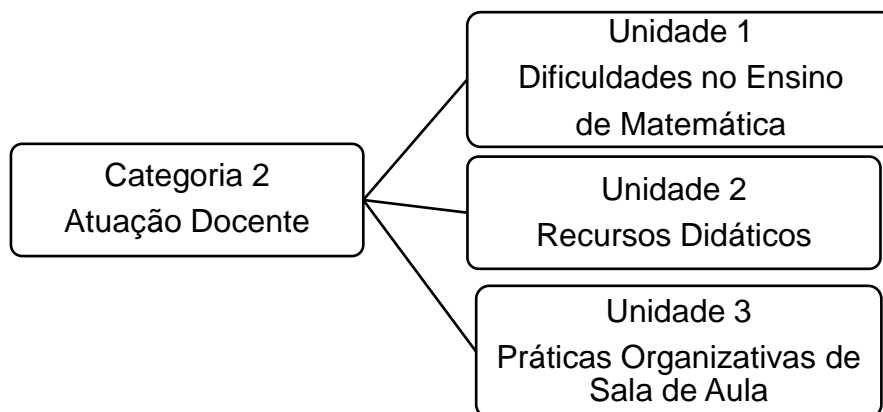 Categoria 2
Atuação Docente
Unidade 1
Dificuldades no Ensino
de Matemática
Unidade 2
Recursos Didáticos
Unidade 3
Práticas Organizativas de
Sala de Aula